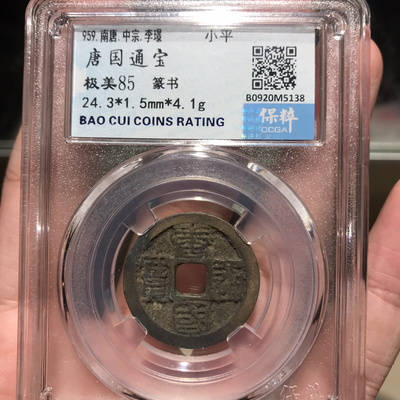 959.南唐.中宗.李璟 小平
唐国通宝
极美85 篆书
24.3*1.5mm*4.1g
B0920M5138
BAO CUI COINS RATING
保粹
CCGA
唐國通寶